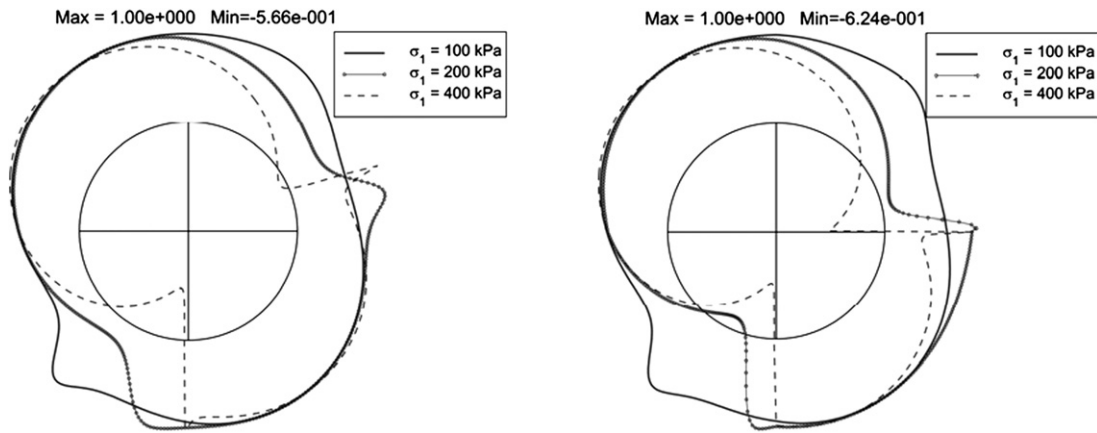 Max = 1.00e+000 Min=-5.66e-001
σ₁ = 100 kPa
σ₁ = 200 kPa
σ₁ = 400 kPa
Max = 1.00e+000 Min=-6.24e-001
σ₁ = 100 kPa
σ₁ = 200 kPa
σ₁ = 400 kPa